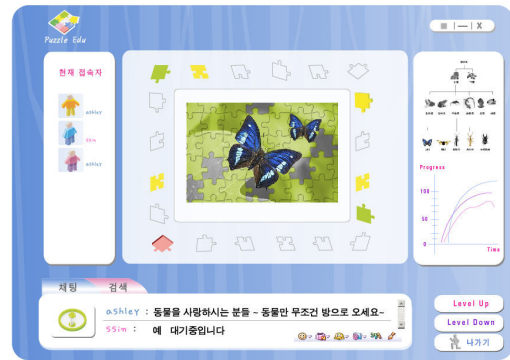 Puzzle Edu
X
현재 접속자
ashley
SSim
ashley
Progress
100
50
0
Time
채팅
검색
ashley : 동물을 사랑하시는 분들 ~ 동물만 무조건 방으로 오세요~
SSim : 예 대기중입니다
Level Up
Level Down
나가기